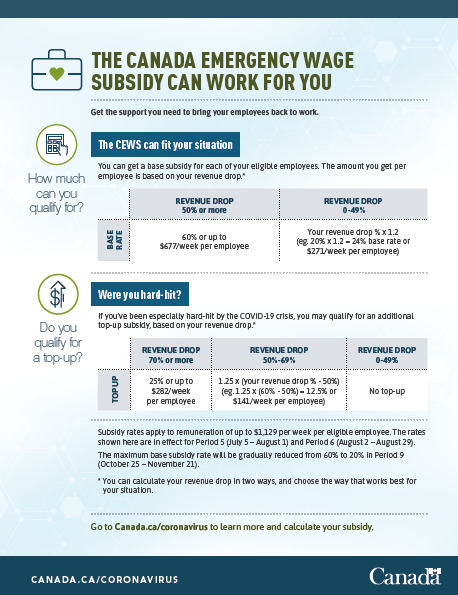 THE CANADA EMERGENCY WAGE
SUBSIDY CAN WORK FOR YOU
Get the support you need to bring your employees back to work.
How much
can you
qualify for?
The CEWS can fit your situation
You can get a base subsidy for each of your eligible employees. The amount you get per
employee is based on your revenue drop.*
REVENUE DROP
50% or more
REVENUE DROP
0-49%
BASE
RATE
60% or up to
$677/week per employee
Your revenue drop % x 1.2
(eg. 20% x 1.2 = 24% base rate or
$271/week per employee)
Do you
qualify for
a top-up?
Were you hard-hit?
If you've been especially hard-hit by the COVID-19 crisis, you may qualify for an additional
top-up subsidy, based on your revenue drop.*
REVENUE DROP
70% or more
REVENUE DROP
50%-69%
REVENUE DROP
0-49%
TOP UP
25% or up to
$282/week
per employee
1.25 x (your revenue drop % - 50%)
(eg. 1.25 x (60% - 50%) = 12.5% or
$141/week per employee)
No top-up
Subsidy rates apply to remuneration of up to $1,129 per week per eligible employee. The rates
shown here are in effect for Period 5 (July 5 – August 1) and Period 6 (August 2 – August 29).
The maximum base subsidy rate will be gradually reduced from 60% to 20% in Period 9
(October 25 – November 21).
* You can calculate your revenue drop in two ways, and choose the way that works best for
your situation.
Go to Canada.ca/coronavirus to learn more and calculate your subsidy,
CANADA.CA/CORONAVIRUS
Canada